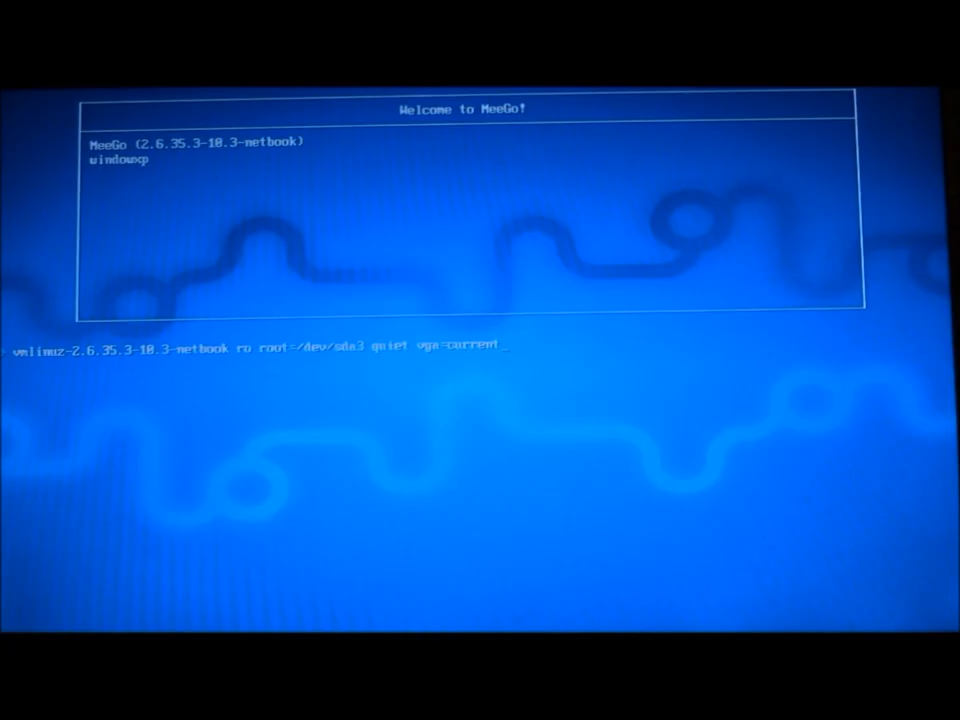 Welcome to MeeGo!
MeeGo (2.6.35.3-10.3-netbook)
windowxp
> vmlinuz-2.6.35.3-10.3-netbook ro root=/dev/sda3 quiet vga=current_